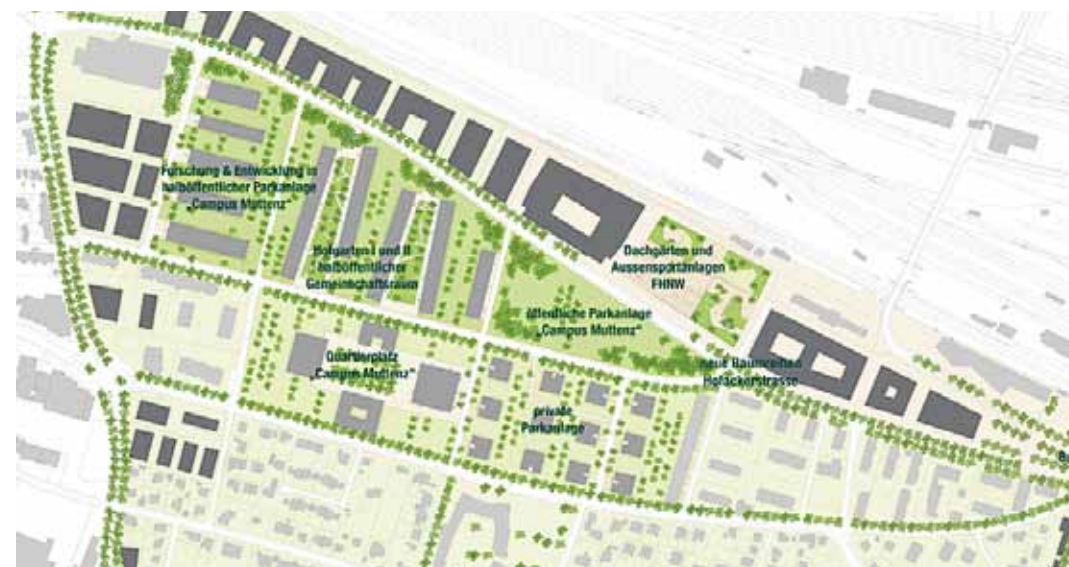 Forschung & Entwicklung in
halböffentlicher Parkanlage
„Campus Muttenz“
Hofgarten I und II
halböffentlicher
Gemeinschaftsraum
Dachgärten und
Aussensportanlagen
FHNW
öffentliche Parkanlage
„Campus Muttenz“
Quartierplatz
„Campus Muttenz“
neue Baumreihen
Hofackerstrasse
private
Parkanlage